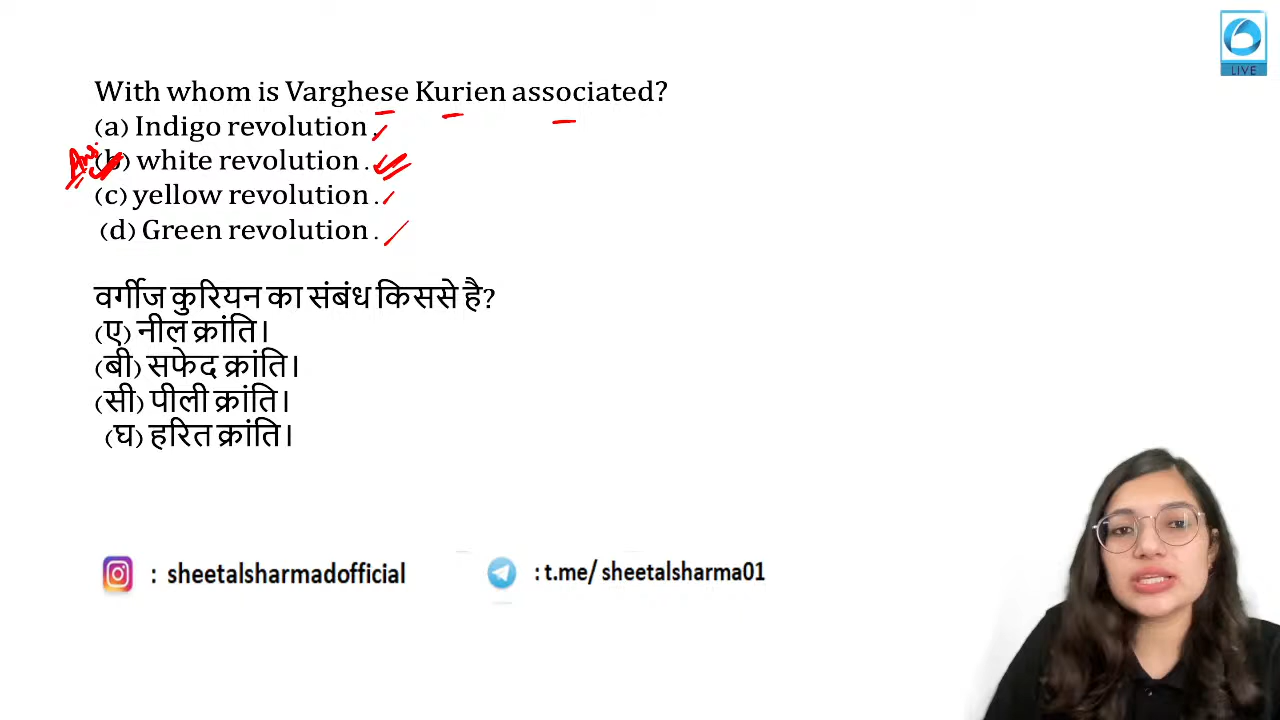 LIVE
With whom is Varghese Kurien associated?
(a) Indigo revolution .
Ans. (b) white revolution .
(c) yellow revolution .
(d) Green revolution .
वर्गीज कुरियन का संबंध किससे है?
(ए) नील क्रांति।
(बी) सफेद क्रांति।
(सी) पीली क्रांति।
(घ) हरित क्रांति।
: sheetalsharmadofficial
: t.me/ sheetalsharma01